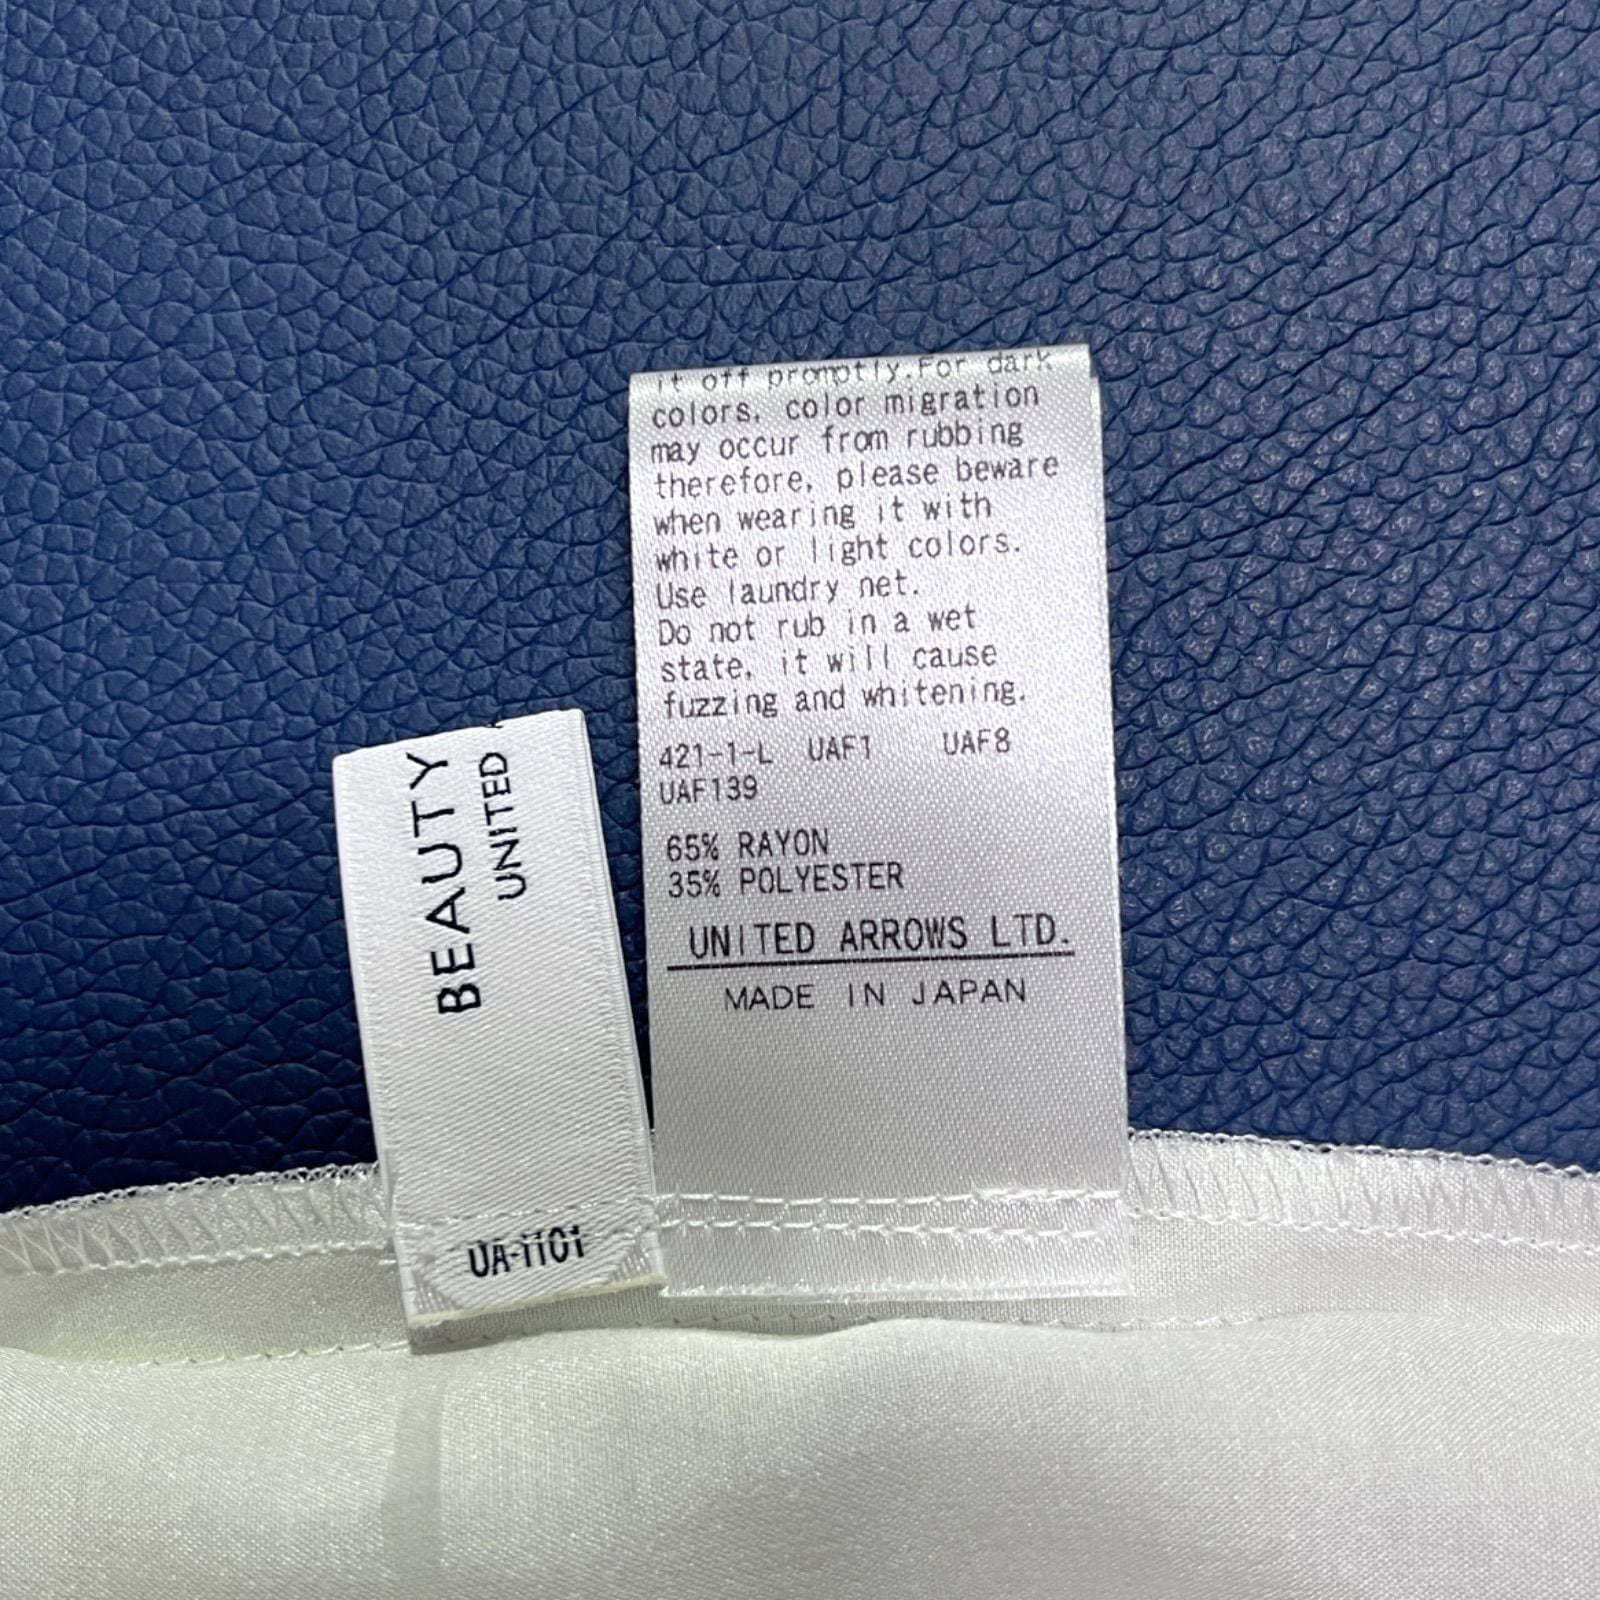 it off promptly.For dark
colors, color migration
may occur from rubbing
therefore, please beware
when wearing it with
white or light colors.
Use laundry net.
Do not rub in a wet
state, it will cause
fuzzing and whitening.
421-1-L UAF1 UAF8
UAF139
65% RAYON
35% POLYESTER
UNITED ARROWS LTD.
MADE IN JAPAN
BEAUTY
UNITED
UA-1101